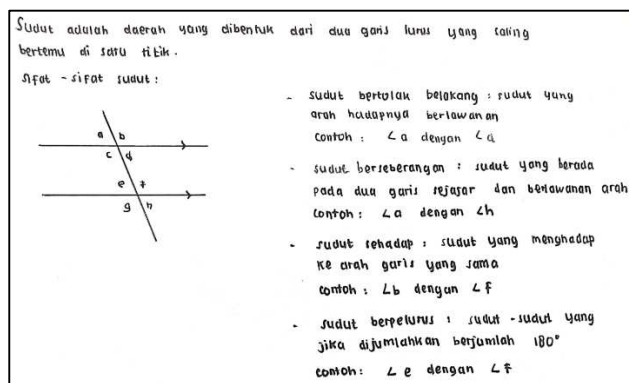 Sudut adalah daerah yang dibentuk dari dua garis lurus yang saling
bertemu di satu titik.
Sifat - sifat sudut :
a b
c d
e f
g h
- sudut bertolak belakang : sudut yang
arah hadapnya berlawanan
contoh : ∠a dengan ∠d
- sudut berseberangan : sudut yang berada
pada dua garis sejajar dan berlawanan arah
contoh : ∠a dengan ∠h
- sudut sehadap : sudut yang menghadap
ke arah garis yang sama
contoh : ∠b dengan ∠f
- sudut berpelurus : sudut - sudut yang
jika dijumlahkan berjumlah 180°
contoh : ∠e dengan ∠f